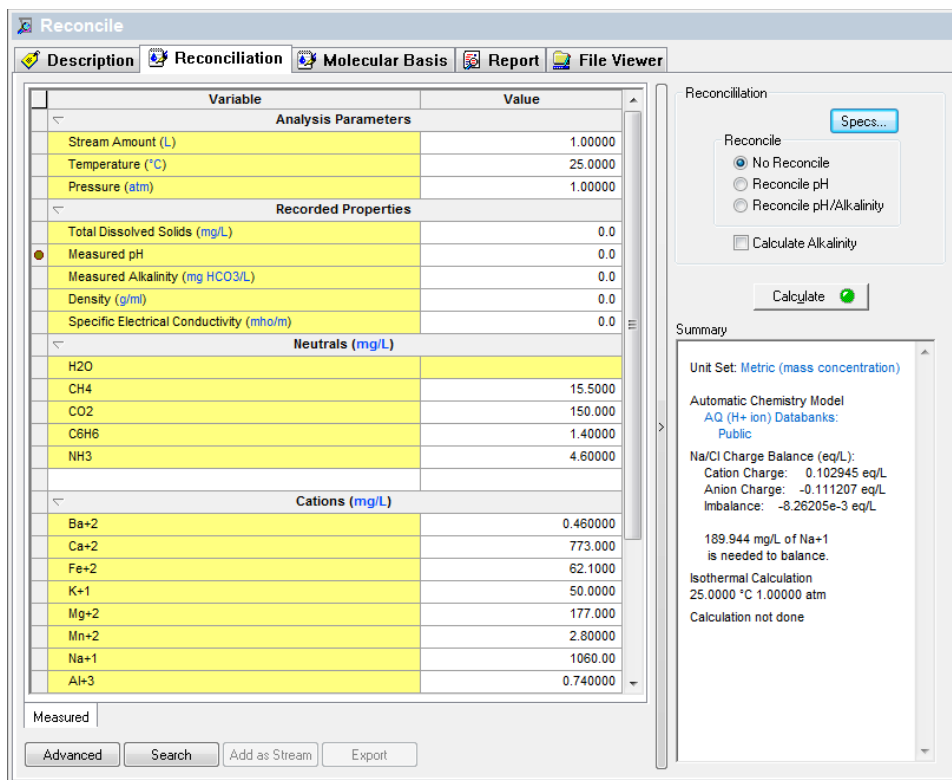 Reconcile
Description Reconciliation Molecular Basis Report File Viewer
Variable Value
Analysis Parameters
Stream Amount (L) 1.00000
Temperature (°C) 25.0000
Pressure (atm) 1.00000
Recorded Properties
Total Dissolved Solids (mg/L) 0.0
Measured pH 0.0
Measured Alkalinity (mg HCO3/L) 0.0
Density (g/ml) 0.0
Specific Electrical Conductivity (mho/m) 0.0
Neutrals (mg/L)
H2O
CH4 15.5000
CO2 150.000
C6H6 1.40000
NH3 4.60000
Cations (mg/L)
Ba+2 0.460000
Ca+2 773.000
Fe+2 62.1000
K+1 50.0000
Mg+2 177.000
Mn+2 2.80000
Na+1 1060.00
Al+3 0.740000
Measured
Advanced Search Add as Stream Export
Reconcililation
Specs...
Reconcile
No Reconcile
Reconcile pH
Reconcile pH/Alkalinity
Calculate Alkalinity
Calculate
Summary
Unit Set: Metric (mass concentration)
Automatic Chemistry Model
AQ (H+ ion) Databanks:
Public
Na/Cl Charge Balance (eq/L):
Cation Charge: 0.102945 eq/L
Anion Charge: -0.111207 eq/L
Imbalance: -8.26205e-3 eq/L
189.944 mg/L of Na+1
is needed to balance.
Isothermal Calculation
25.0000 °C 1.00000 atm
Calculation not done